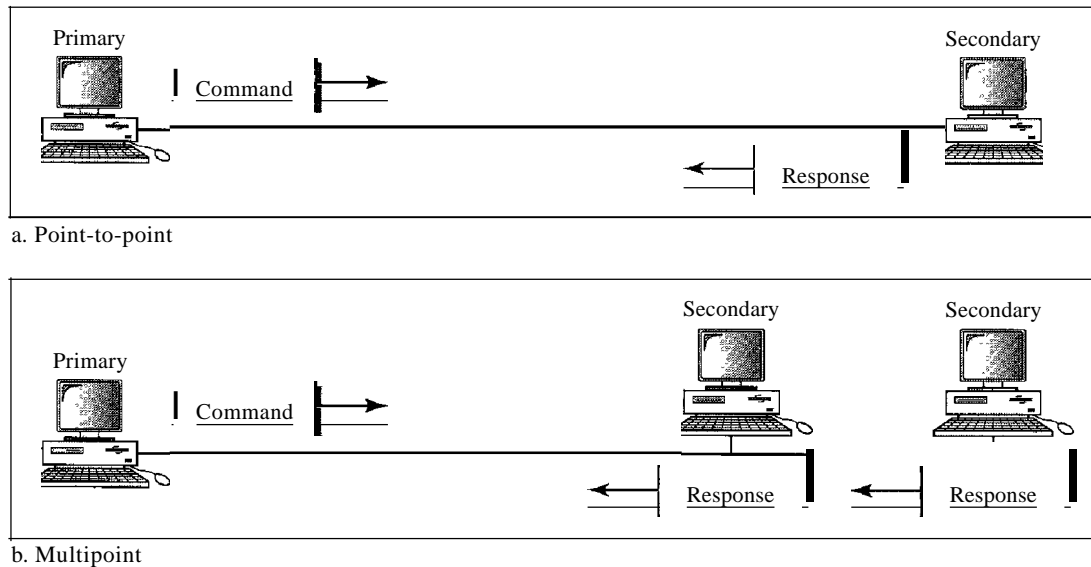 Primary
Secondary
Command
Response
a. Point-to-point
Secondary
Secondary
Primary
Command
Response
Response
b. Multipoint